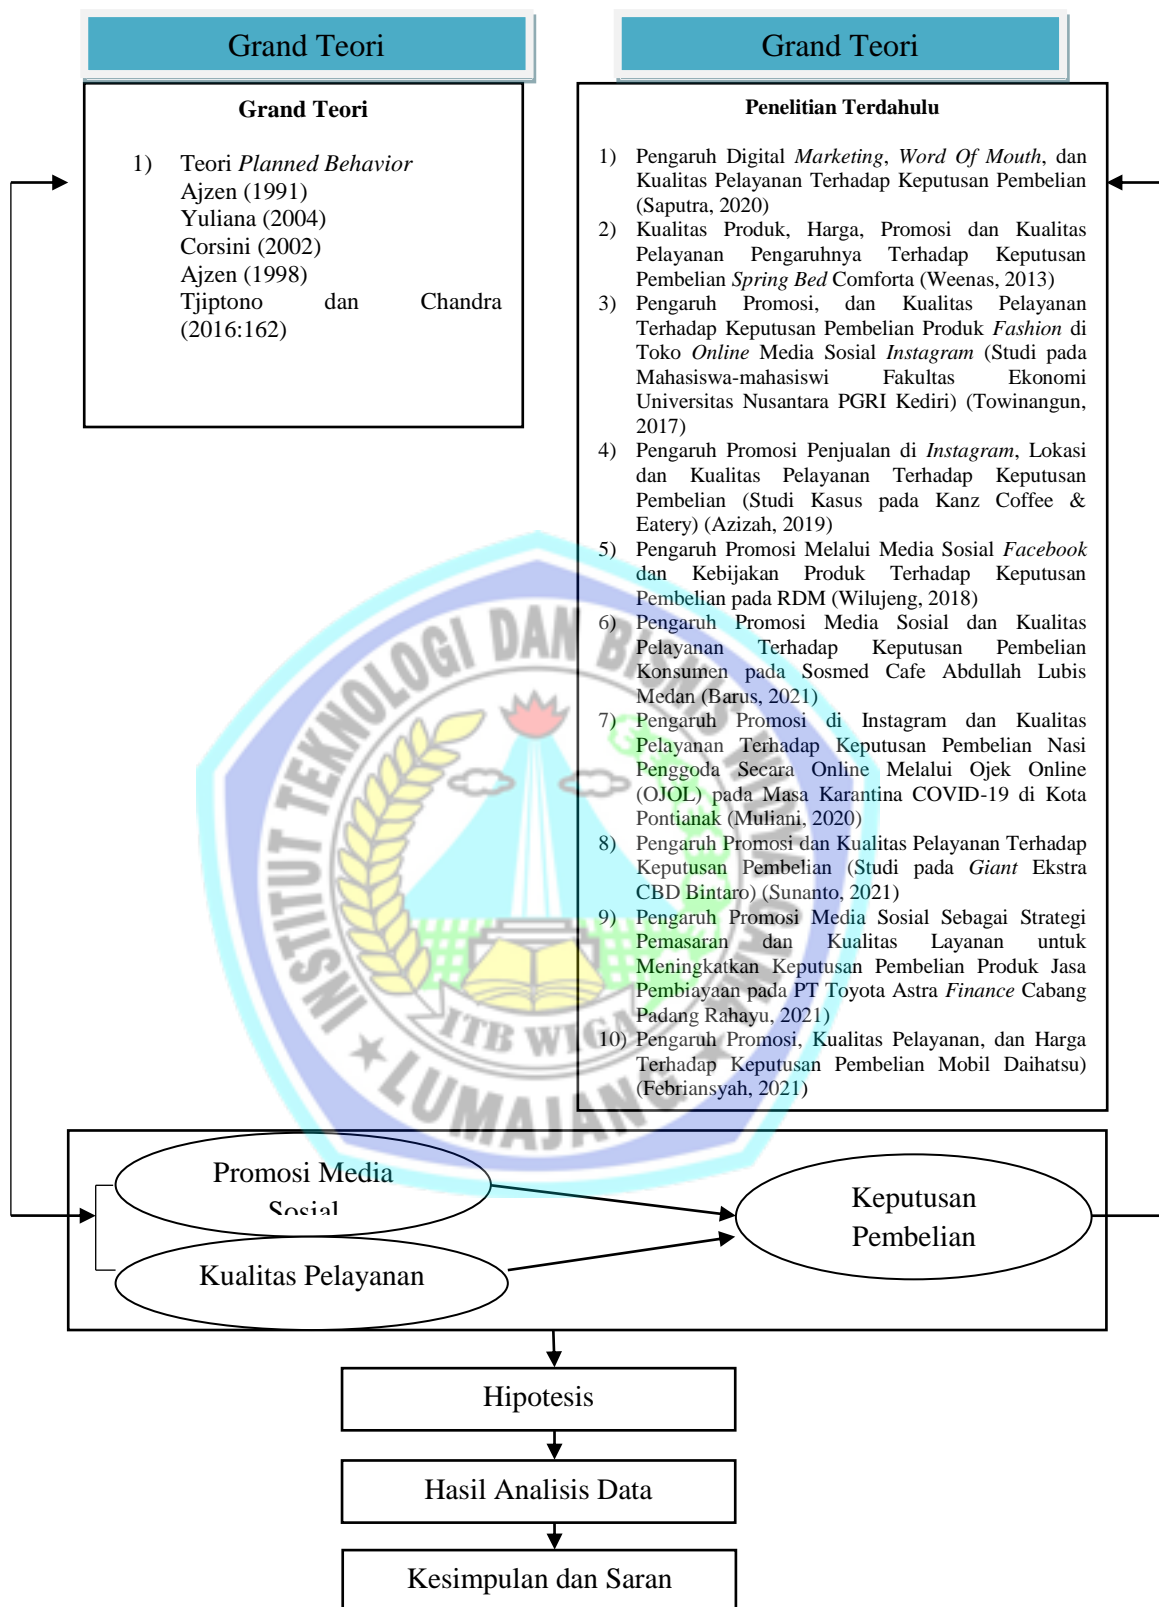 Grand Teori
Grand Teori
Grand Teori
1) Teori Planned Behavior
Ajzen (1991)
Yuliana (2004)
Corsini (2002)
Ajzen (1998)
Tjiptono dan Chandra
(2016:162)
Penelitian Terdahulu
1) Pengaruh Digital Marketing, Word Of Mouth, dan
Kualitas Pelayanan Terhadap Keputusan Pembelian
(Saputra, 2020)
2) Kualitas Produk, Harga, Promosi dan Kualitas
Pelayanan Pengaruhnya Terhadap Keputusan
Pembelian Spring Bed Comforta (Weenas, 2013)
3) Pengaruh Promosi, dan Kualitas Pelayanan
Terhadap Keputusan Pembelian Produk Fashion di
Toko Online Media Sosial Instagram (Studi pada
Mahasiswa-mahasiswi Fakultas Ekonomi
Universitas Nusantara PGRI Kediri) (Towinangun,
2017)
4) Pengaruh Promosi Penjualan di Instagram, Lokasi
dan Kualitas Pelayanan Terhadap Keputusan
Pembelian (Studi Kasus pada Kanz Coffee &
Eatery) (Azizah, 2019)
5) Pengaruh Promosi Melalui Media Sosial Facebook
dan Kebijakan Produk Terhadap Keputusan
Pembelian pada RDM (Wilujeng, 2018)
6) Pengaruh Promosi Media Sosial dan Kualitas
Pelayanan Terhadap Keputusan Pembelian
Konsumen pada Sosmed Cafe Abdullah Lubis
Medan (Barus, 2021)
7) Pengaruh Promosi di Instagram dan Kualitas
Pelayanan Terhadap Keputusan Pembelian Nasi
Penggoda Secara Online Melalui Ojek Online
(OJOL) pada Masa Karantina COVID-19 di Kota
Pontianak (Muliani, 2020)
8) Pengaruh Promosi dan Kualitas Pelayanan Terhadap
Keputusan Pembelian (Studi pada Giant Ekstra
CBD Bintaro) (Sunanto, 2021)
9) Pengaruh Promosi Media Sosial Sebagai Strategi
Pemasaran dan Kualitas Layanan untuk
Meningkatkan Keputusan Pembelian Produk Jasa
Pembiayaan pada PT Toyota Astra Finance Cabang
Padang Rahayu, 2021)
10) Pengaruh Promosi, Kualitas Pelayanan, dan Harga
Terhadap Keputusan Pembelian Mobil Daihatsu)
(Febriansyah, 2021)
INSTITUT TEKNOLOGI DAN BISNIS WIDYA GAMA
ITB WIGA
LUMAJANG
Promosi Media
Sosial
Kualitas Pelayanan
Keputusan
Pembelian
Hipotesis
Hasil Analisis Data
Kesimpulan dan Saran